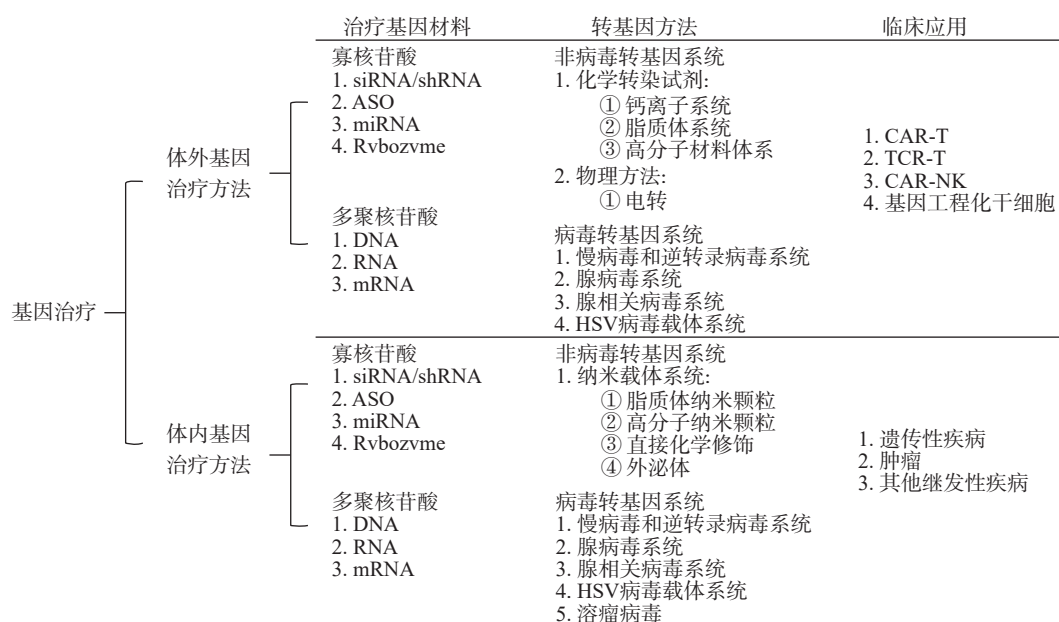 治疗基因材料 转基因方法 临床应用
寡核苷酸
1. siRNA/shRNA
2. ASO
3. miRNA
4. Rvbozvme
多聚核苷酸
1. DNA
2. RNA
3. mRNA
非病毒转基因系统
1. 化学转染试剂:
① 钙离子系统
② 脂质体系统
③ 高分子材料体系
2. 物理方法:
① 电转
病毒转基因系统
1. 慢病毒和逆转录病毒系统
2. 腺病毒系统
3. 腺相关病毒系统
4. HSV病毒载体系统
1. CAR-T
2. TCR-T
3. CAR-NK
4. 基因工程化干细胞
体外基因
治疗方法
基因治疗
体内基因
治疗方法
寡核苷酸
1. siRNA/shRNA
2. ASO
3. miRNA
4. Rvbozvme
多聚核苷酸
1. DNA
2. RNA
3. mRNA
非病毒转基因系统
1. 纳米载体系统:
① 脂质体纳米颗粒
② 高分子纳米颗粒
③ 直接化学修饰
④ 外泌体
病毒转基因系统
1. 慢病毒和逆转录病毒系统
2. 腺病毒系统
3. 腺相关病毒系统
4. HSV病毒载体系统
5. 溶瘤病毒
1. 遗传性疾病
2. 肿瘤
3. 其他继发性疾病